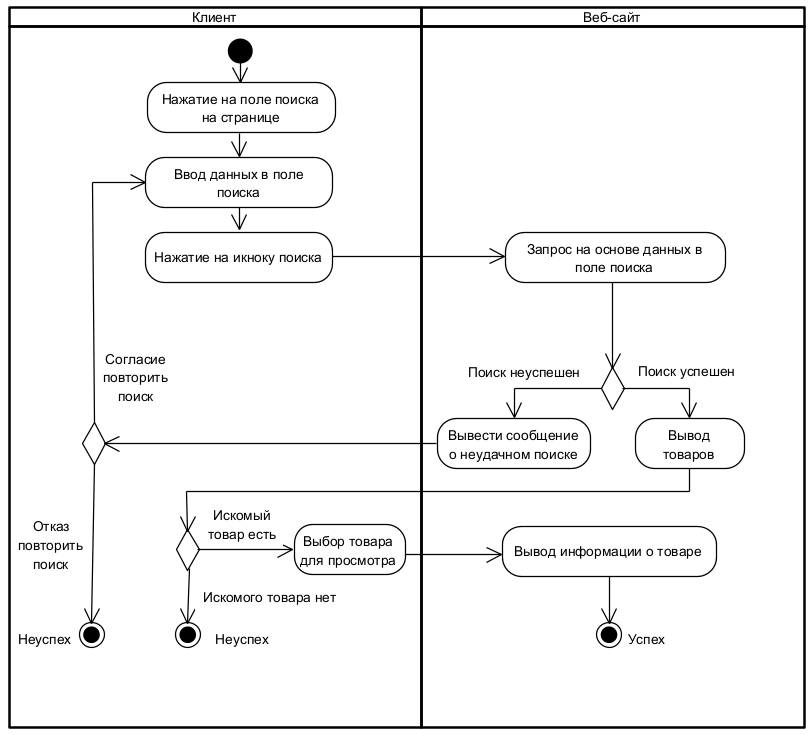 Клиент
Веб-сайт
Нажатие на поле поиска
на странице
Ввод данных в поле
поиска
Нажатие на икноку поиска
Запрос на основе данных в
поле поиска
Согласие
повторить
поиск
Поиск неуспешен
Поиск успешен
Вывести сообщение
о неудачном поиске
Вывод
товаров
Отказ
повторить
поиск
Искомый
товар есть
Выбор товара
для просмотра
Вывод информации о товаре
Искомого товара нет
Неуспех
Неуспех
Успех